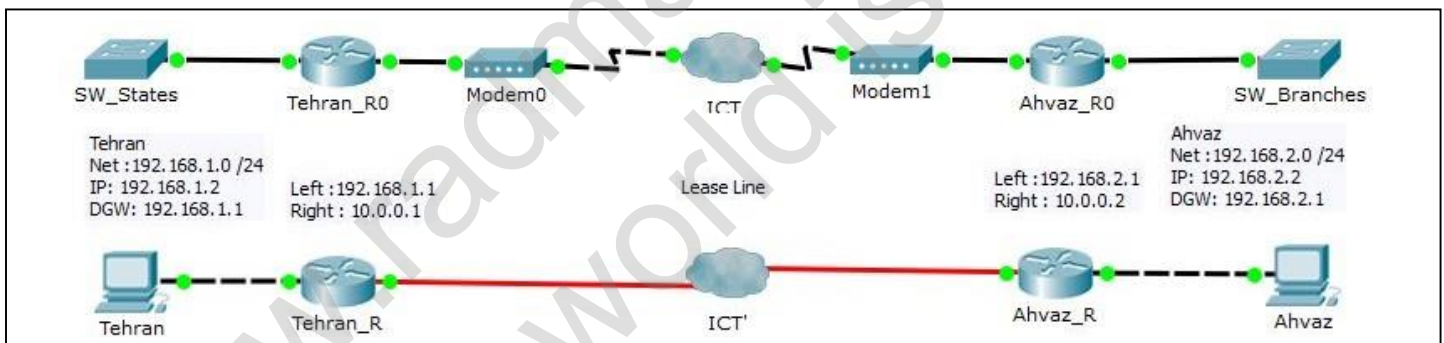 SW_States
Tehran_R0
Modem0
ICT
Modem1
Ahvaz_R0
SW_Branches
Tehran
Net :192.168.1.0 /24
IP: 192.168.1.2
DGW: 192.168.1.1
Left :192.168.1.1
Right : 10.0.0.1
Lease Line
Left :192.168.2.1
Right : 10.0.0.2
Ahvaz
Net :192.168.2.0 /24
IP: 192.168.2.2
DGW: 192.168.2.1
Tehran
Tehran_R
ICT'
Ahvaz_R
Ahvaz